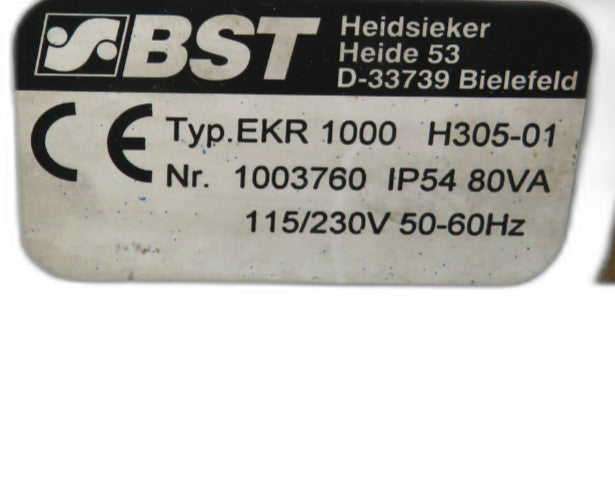 BST
Heidsieker
Heide 53
D-33739 Bielefeld
CE
Typ.EKR 1000 H305-01
Nr. 1003760 IP54 80VA
115/230V 50-60Hz